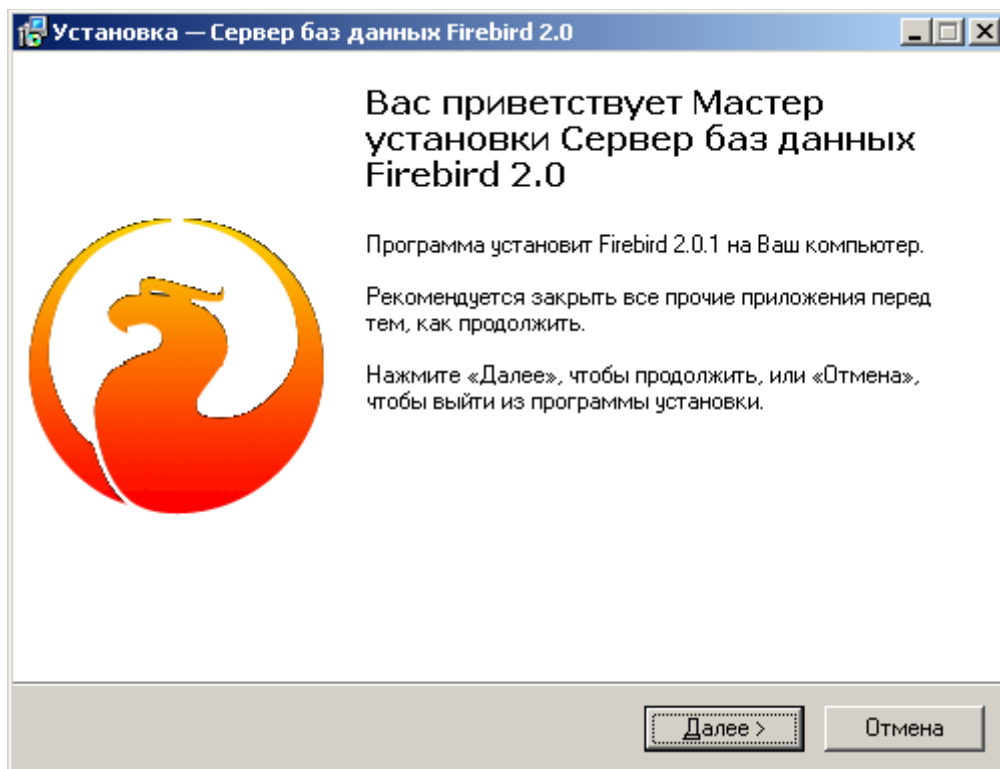 Установка — Сервер баз данных Firebird 2.0
Вас приветствует Мастер
установки Сервер баз данных
Firebird 2.0
Программа установит Firebird 2.0.1 на Ваш компьютер.
Рекомендуется закрыть все прочие приложения перед
тем, как продолжить.
Нажмите «Далее», чтобы продолжить, или «Отмена»,
чтобы выйти из программы установки.
Далее >
Отмена